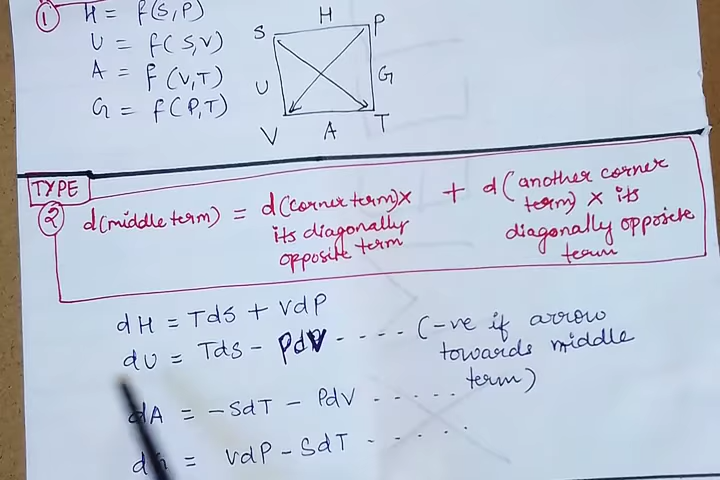 ① H = f(S,P)
U = f(S,V)
A = f(V,T)
G = f(P,T)
H
S P
U G
V A T
TYPE
② d(middle term) = d(corner term)x its diagonally opposite term + d(another corner term) x its diagonally opposite term
dH = TdS + VdP
dU = TdS - PdV - - - - (-ve if arrow towards middle term)
dA = -SdT - PdV - - - - -
= VdP - SdT - - - - - -